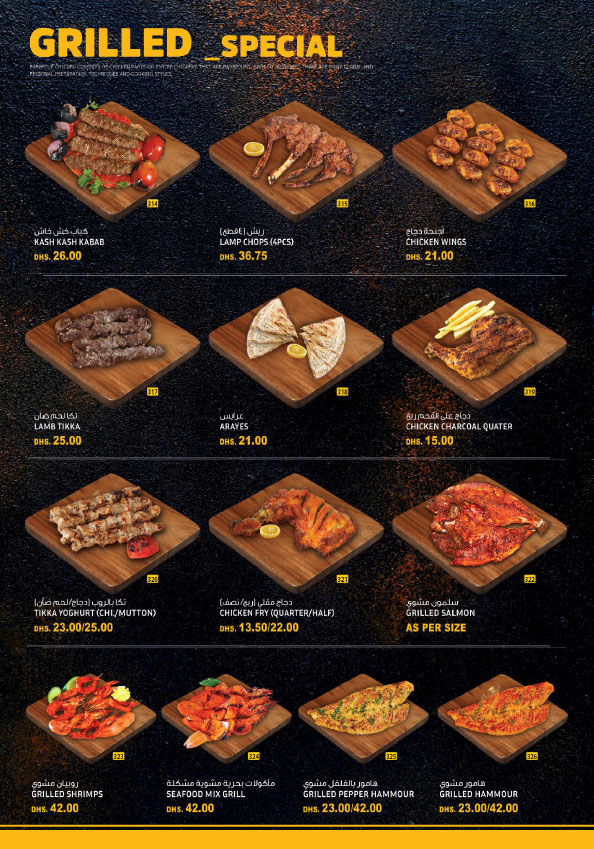 GRILLED _SPECIAL
314
315
316
كباب خش خاش
KASH KASH KABAB
DHS. 26.00
ريش (٤قطع)
LAMP CHOPS (4PCS)
DHS. 36.75
أجنحة دجاج
CHICKEN WINGS
DHS. 21.00
317
318
319
تكا لحم ضأن
LAMB TIKKA
DHS. 25.00
عرايس
ARAYES
DHS. 21.00
دجاج على الفحم ربع
CHICKEN CHARCOAL QUATER
DHS. 15.00
320
321
322
تكا بالروب (دجاج/لحم ضأن)
TIKKA YOGHURT (CHI./MUTTON)
DHS. 23.00/25.00
دجاج مقلي (ربع/نصف)
CHICKEN FRY (QUARTER/HALF)
DHS. 13.50/22.00
سلمون مشوي
GRILLED SALMON
AS PER SIZE
323
324
325
326
روبيان مشوي
GRILLED SHRIMPS
DHS. 42.00
مأكولات بحرية مشوية مشكلة
SEAFOOD MIX GRILL
DHS. 42.00
هامور بالفلفل مشوي
GRILLED PEPPER HAMMOUR
DHS. 23.00/42.00
هامور مشوي
GRILLED HAMMOUR
DHS. 23.00/42.00